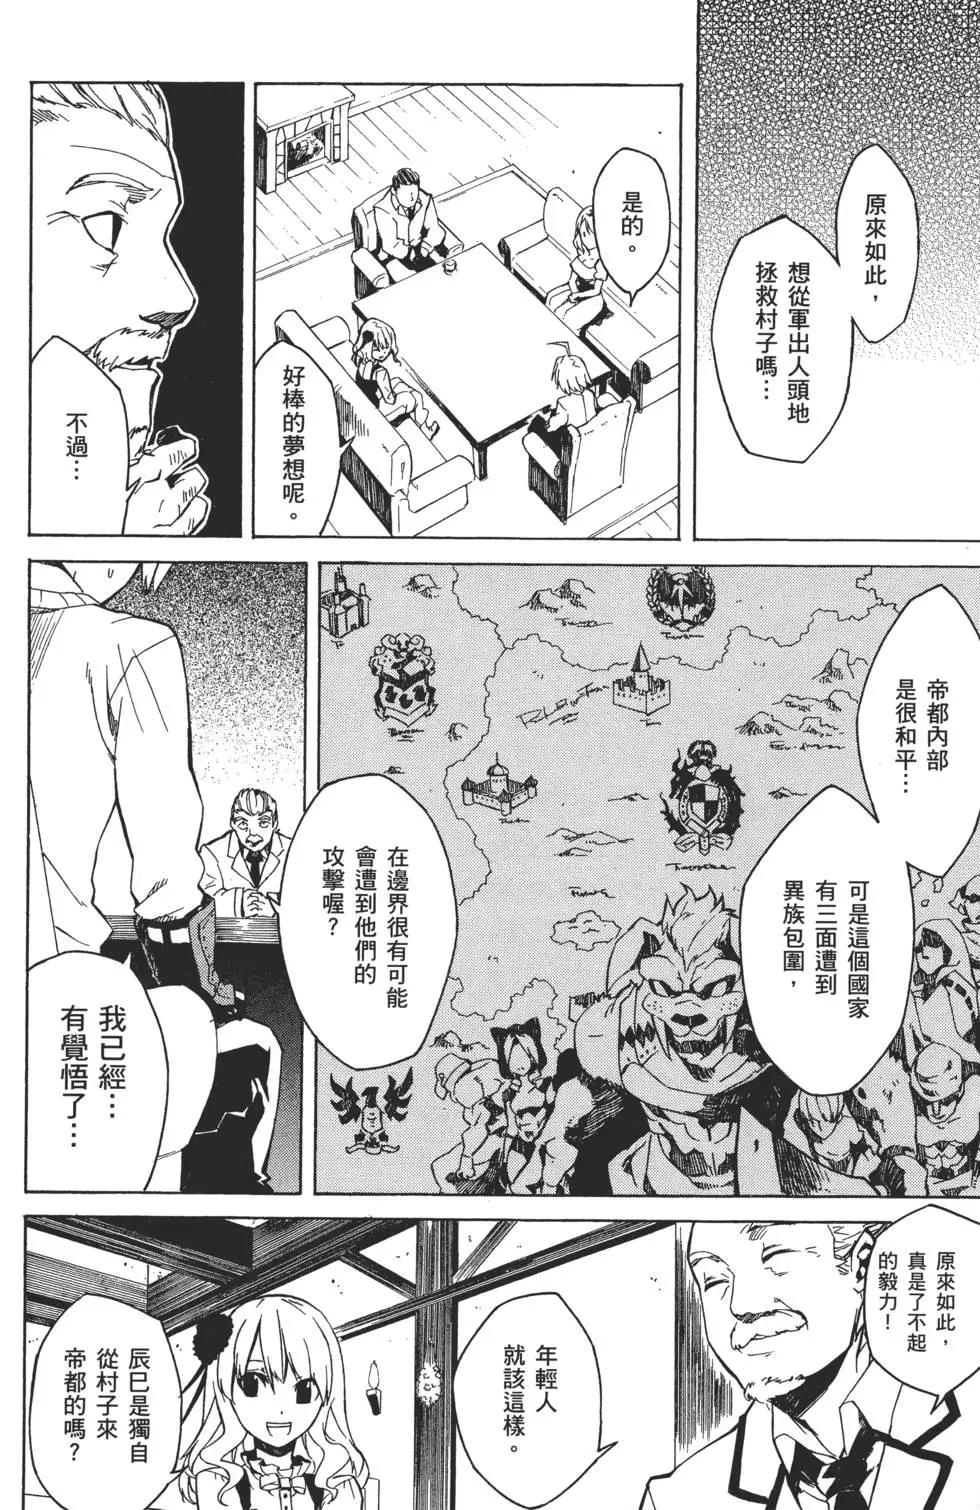 原來如此，
想從軍出人頭地
拯救村子嗎…
是的。
好棒的夢想呢。
不過…
帝都內部
是很和平…
可是這個國家
有三面遭到
異族包圍，
在邊界很有可能
會遭到他們的
攻擊喔？
我已經…
有覺悟了…
原來如此，
真是了不起
的毅力！
年輕人
就該這樣。
辰巳是獨自
從村子來
帝都的嗎？